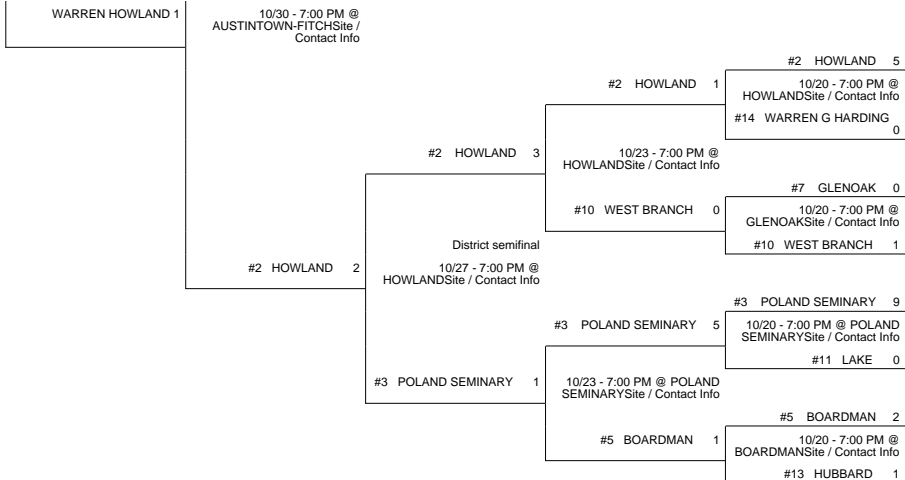 WARREN HOWLAND 1
10/30 - 7:00 PM @
AUSTINTOWN-FITCHSite /
Contact Info
#2 HOWLAND 5
#2 HOWLAND 1
10/20 - 7:00 PM @
HOWLANDSite / Contact Info
#14 WARREN G HARDING
0
#2 HOWLAND 3
10/23 - 7:00 PM @
HOWLANDSite / Contact Info
#7 GLENOAK 0
#10 WEST BRANCH 0
10/20 - 7:00 PM @
GLENOAKSite / Contact Info
#10 WEST BRANCH 1
District semifinal
#2 HOWLAND 2
10/27 - 7:00 PM @
HOWLANDSite / Contact Info
#3 POLAND SEMINARY 9
#3 POLAND SEMINARY 5
10/20 - 7:00 PM @ POLAND
SEMINARYSite / Contact Info
#11 LAKE 0
#3 POLAND SEMINARY 1
10/23 - 7:00 PM @ POLAND
SEMINARYSite / Contact Info
#5 BOARDMAN 2
#5 BOARDMAN 1
10/20 - 7:00 PM @
BOARDMANSite / Contact Info
#13 HUBBARD 1